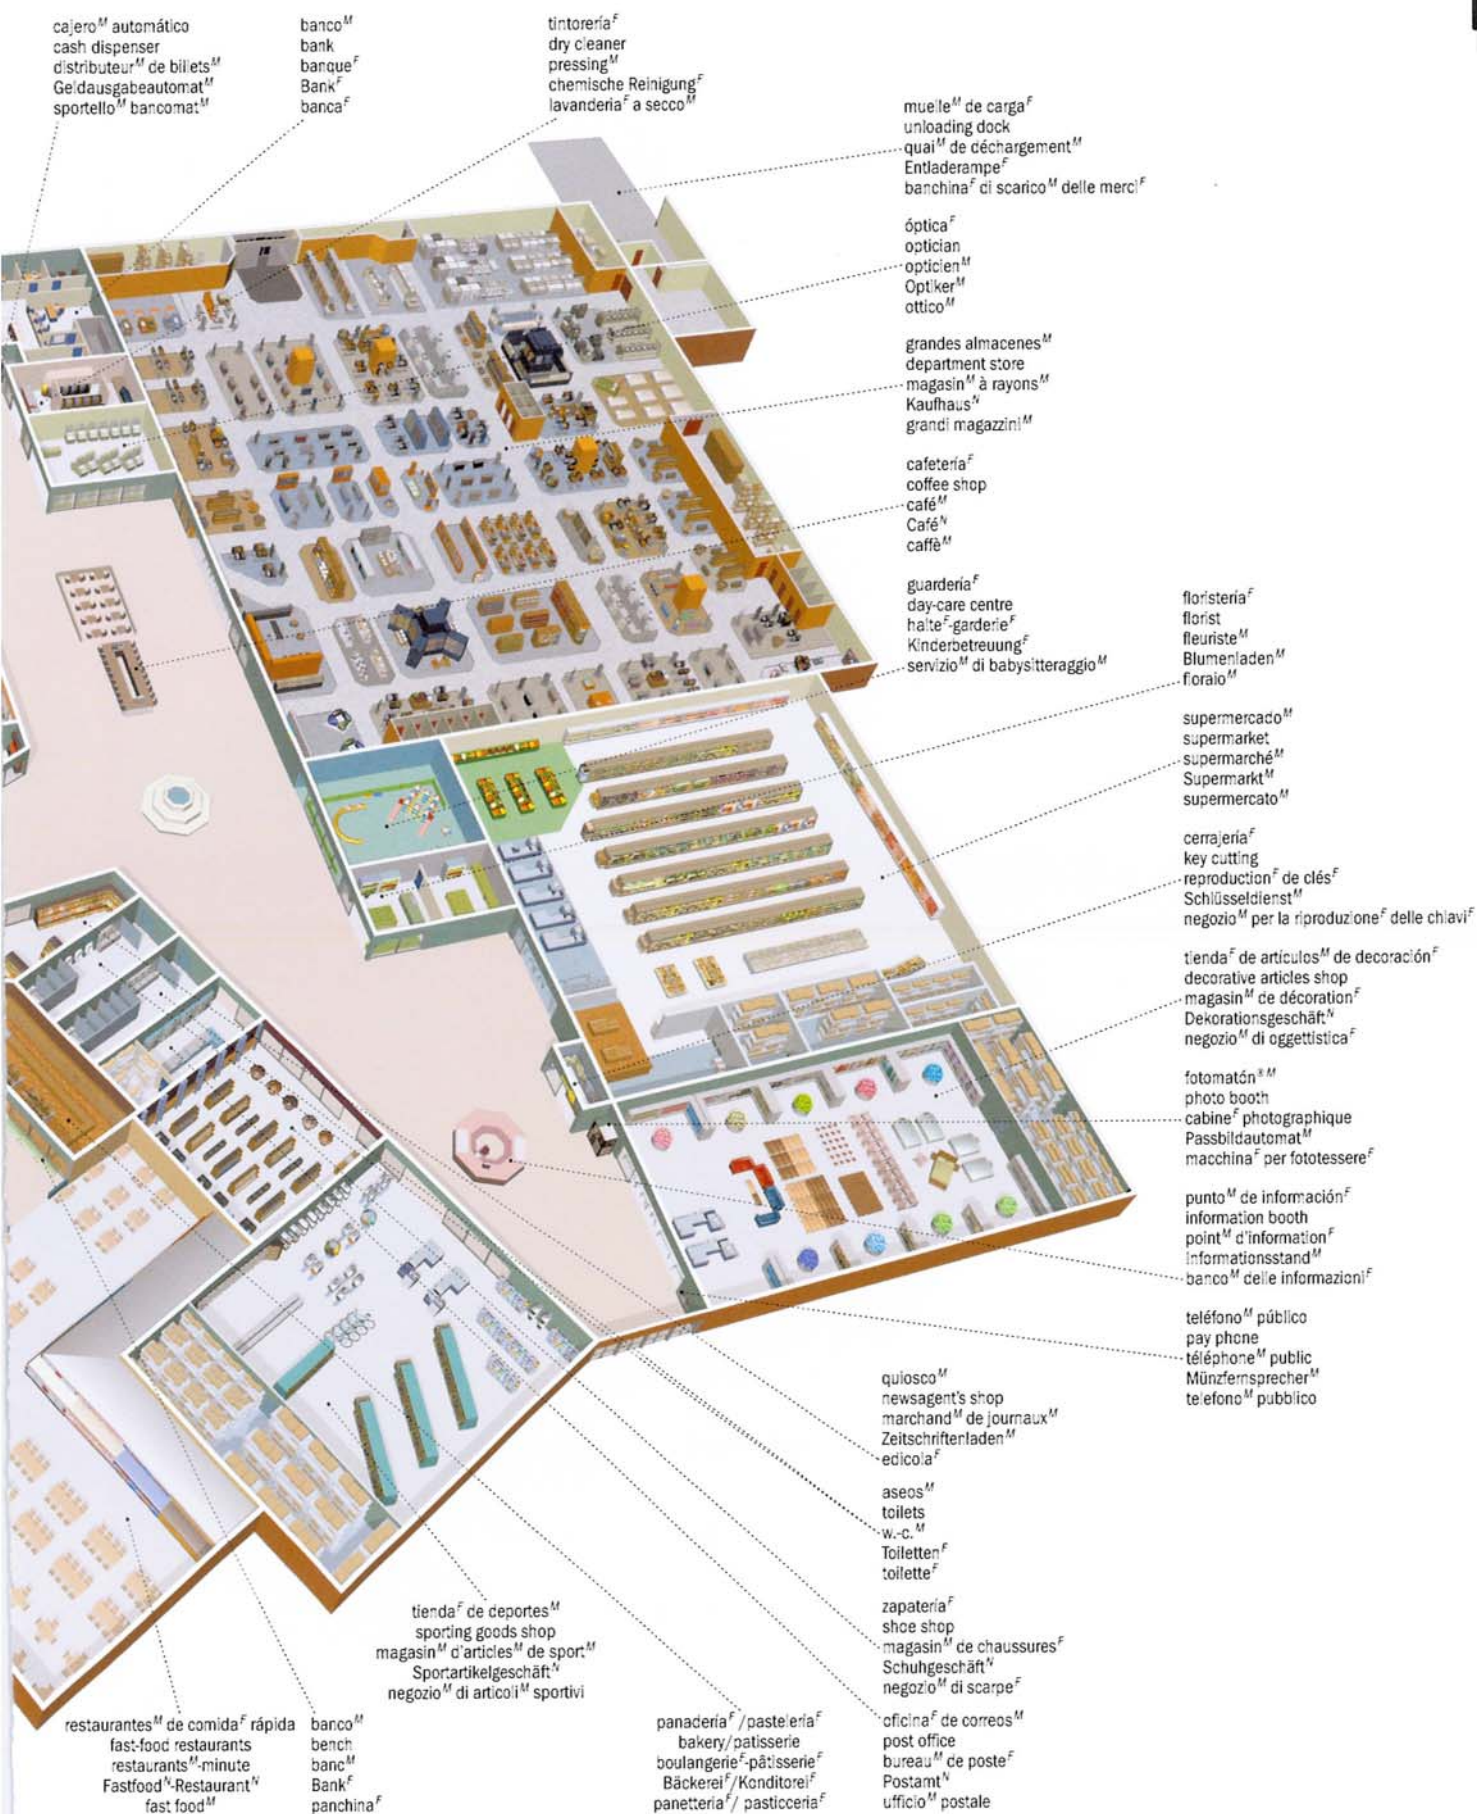 cajero^M automático
cash dispenser
distributeur^M de billets^M
Geldausgabeautomat^M
sportello^M bancomat^M
banco^M
bank
banque^F
Bank^F
banca^F
tintorería^F
dry cleaner
pressing^M
chemische Reinigung^F
lavanderia^F a secco^M
muelle^M de carga^F
unloading dock
quai^M de déchargement^M
Entladerampe^F
banchina^F di scarico^M delle merci^F
óptica^F
optician
opticien^M
Optiker^M
ottico^M
grandes almacenes^M
department store
magasin^M à rayons^M
Kaufhaus^N
grandi magazzini^M
cafetería^F
coffee shop
café^M
Café^N
caffè^M
guardería^F
day-care centre
halte^F-garderie^F
Kinderbetreuung^F
servizio^M di babysitteraggio^M
floristería^F
florist
fleuriste^M
Blumenladen^M
fioraio^M
supermercado^M
supermarket
supermarché^M
Supermarkt^M
supermercato^M
cerrajería^F
key cutting
reproduction^F de clés^F
Schlüsseldienst^M
negozio^M per la riproduzione^F delle chiavi^F
tienda^F de artículos^M de decoración^F
decorative articles shop
magasin^M de décoration^F
Dekorationsgeschäft^N
negozio^M di oggettistica^F
fotomatón®^M
photo booth
cabine^F photographique
Passbildautomat^M
macchina^F per fototessere^F
punto^M de información^F
information booth
point^M d'information^F
Informationsstand^M
banco^M delle informazioni^F
teléfono^M público
pay phone
téléphone^M public
Münzfernsprecher^M
telefono^M pubblico
quiosco^M
newsagent's shop
marchand^M de journaux^M
Zeitschriftenladen^M
edicola^F
aseos^M
toilets
w.-c.^M
Toiletten^F
toilette^F
zapatería^F
shoe shop
magasin^M de chaussures^F
Schuhgeschäft^N
negozio^M di scarpe^F
oficina^F de correos^M
post office
bureau^M de poste^F
Postamt^N
ufficio^M postale
tienda^F de deportes^M
sporting goods shop
magasin^M d'articles^M de sport^M
Sportartikelgeschäft^N
negozio^M di articoli^M sportivi
panadería^F/pastelería^F
bakery/patisserie
boulangerie^F-pâtisserie^F
Bäckerei^F/Konditorei^F
panetteria^F/ pasticceria^F
restaurantes^M de comida^F rápida
fast-food restaurants
restaurants^M-minute
Fastfood^N-Restaurant^N
fast food^M
banco^M
bench
banc^M
Bank^F
panchina^F